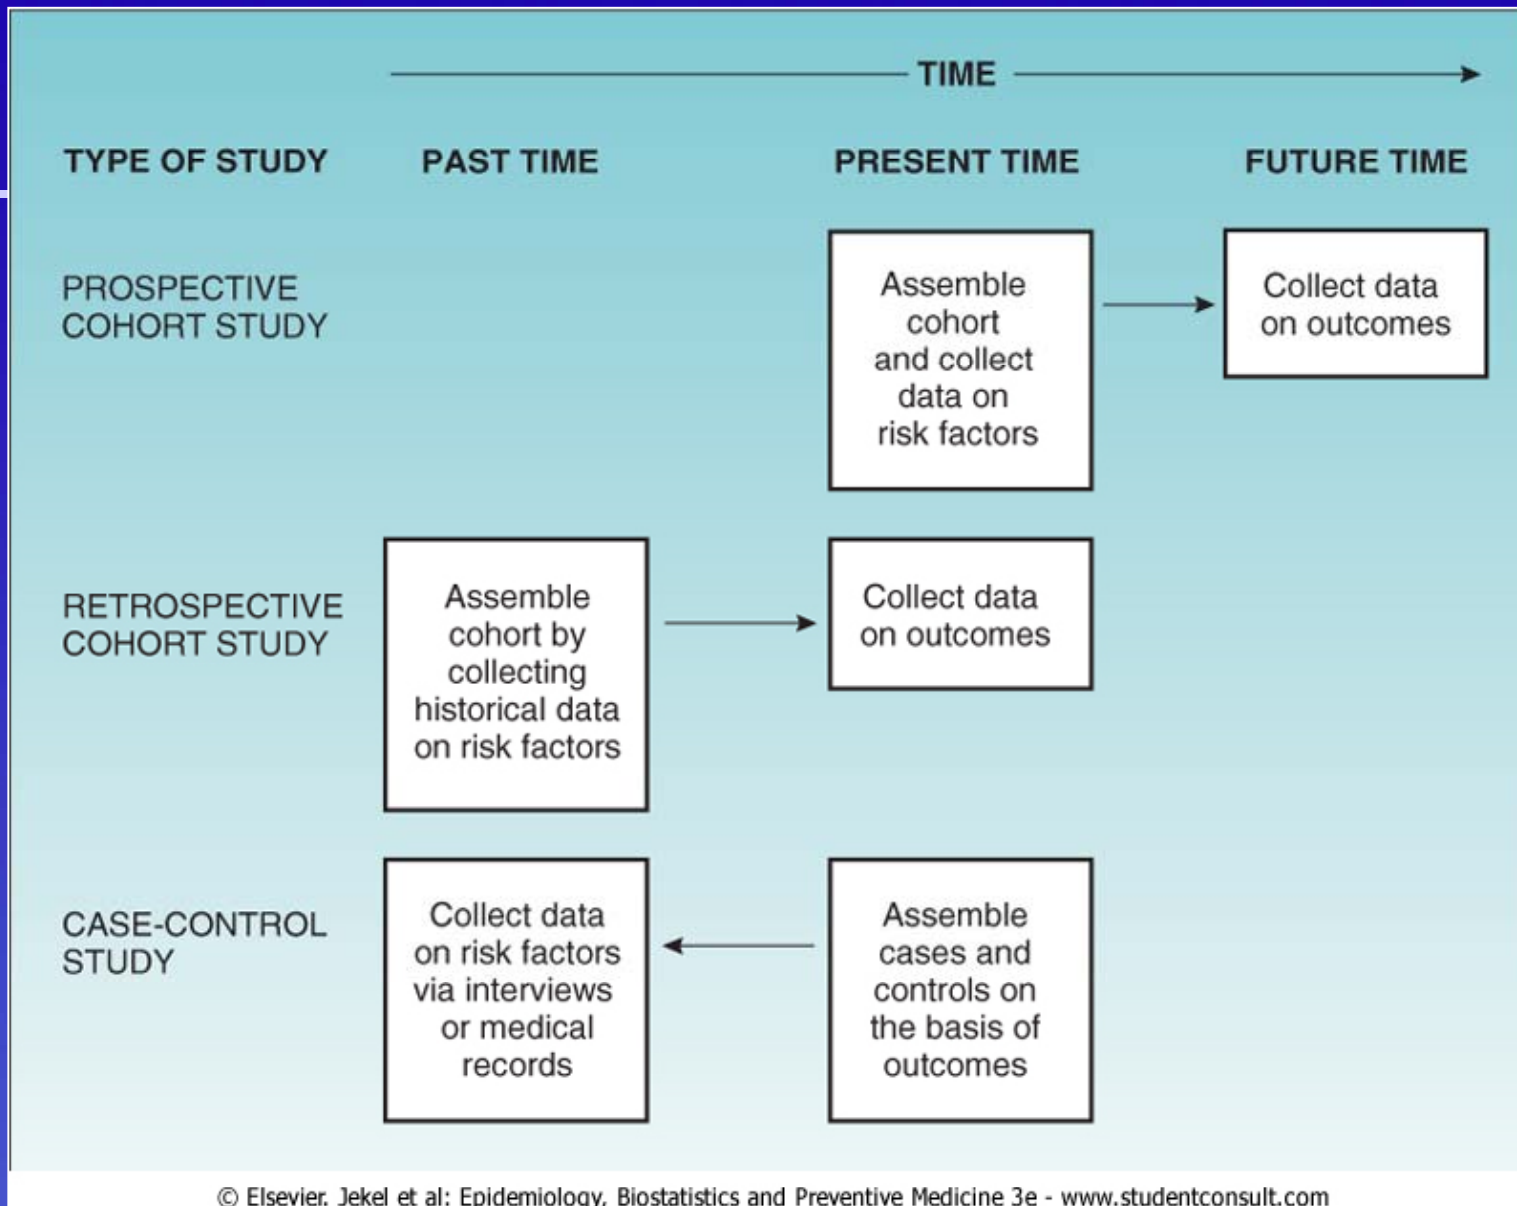 TIME
TYPE OF STUDY PAST TIME PRESENT TIME FUTURE TIME
PROSPECTIVE
COHORT STUDY
Assemble
cohort
and collect
data on
risk factors
Collect data
on outcomes
RETROSPECTIVE
COHORT STUDY
Assemble
cohort by
collecting
historical data
on risk factors
Collect data
on outcomes
CASE-CONTROL
STUDY
Collect data
on risk factors
via interviews
or medical
records
Assemble
cases and
controls on
the basis of
outcomes
© Elsevier. Jekel et al: Epidemiology, Biostatistics and Preventive Medicine 3e - www.studentconsult.com